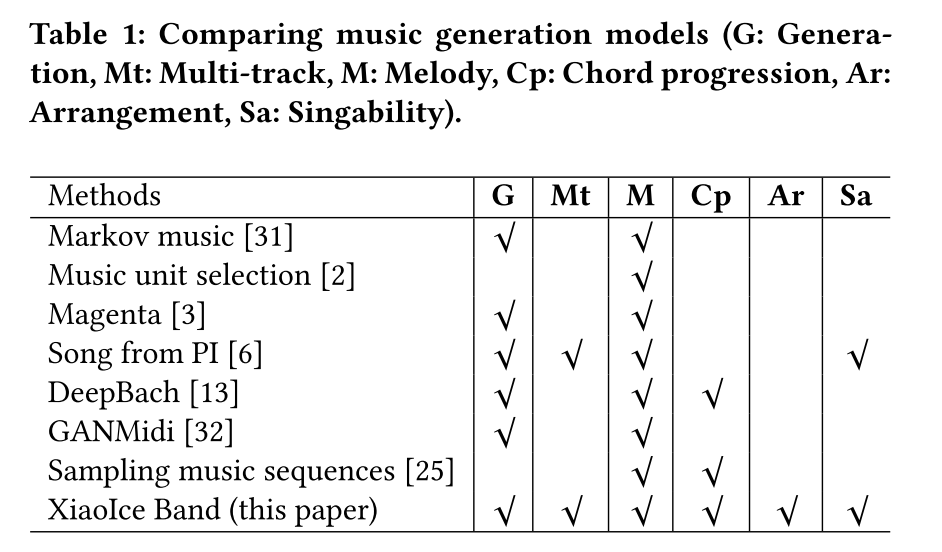 Table 1: Comparing music generation models (G: Genera-
tion, Mt: Multi-track, M: Melody, Cp: Chord progression, Ar:
Arrangement, Sa: Singability).
Methods G Mt M Cp Ar Sa
Markov music [31] √ √
Music unit selection [2] √
Magenta [3] √ √
Song from PI [6] √ √ √ √
DeepBach [13] √ √ √
GANMidi [32] √ √
Sampling music sequences [25] √ √
XiaoIce Band (this paper) √ √ √ √ √ √